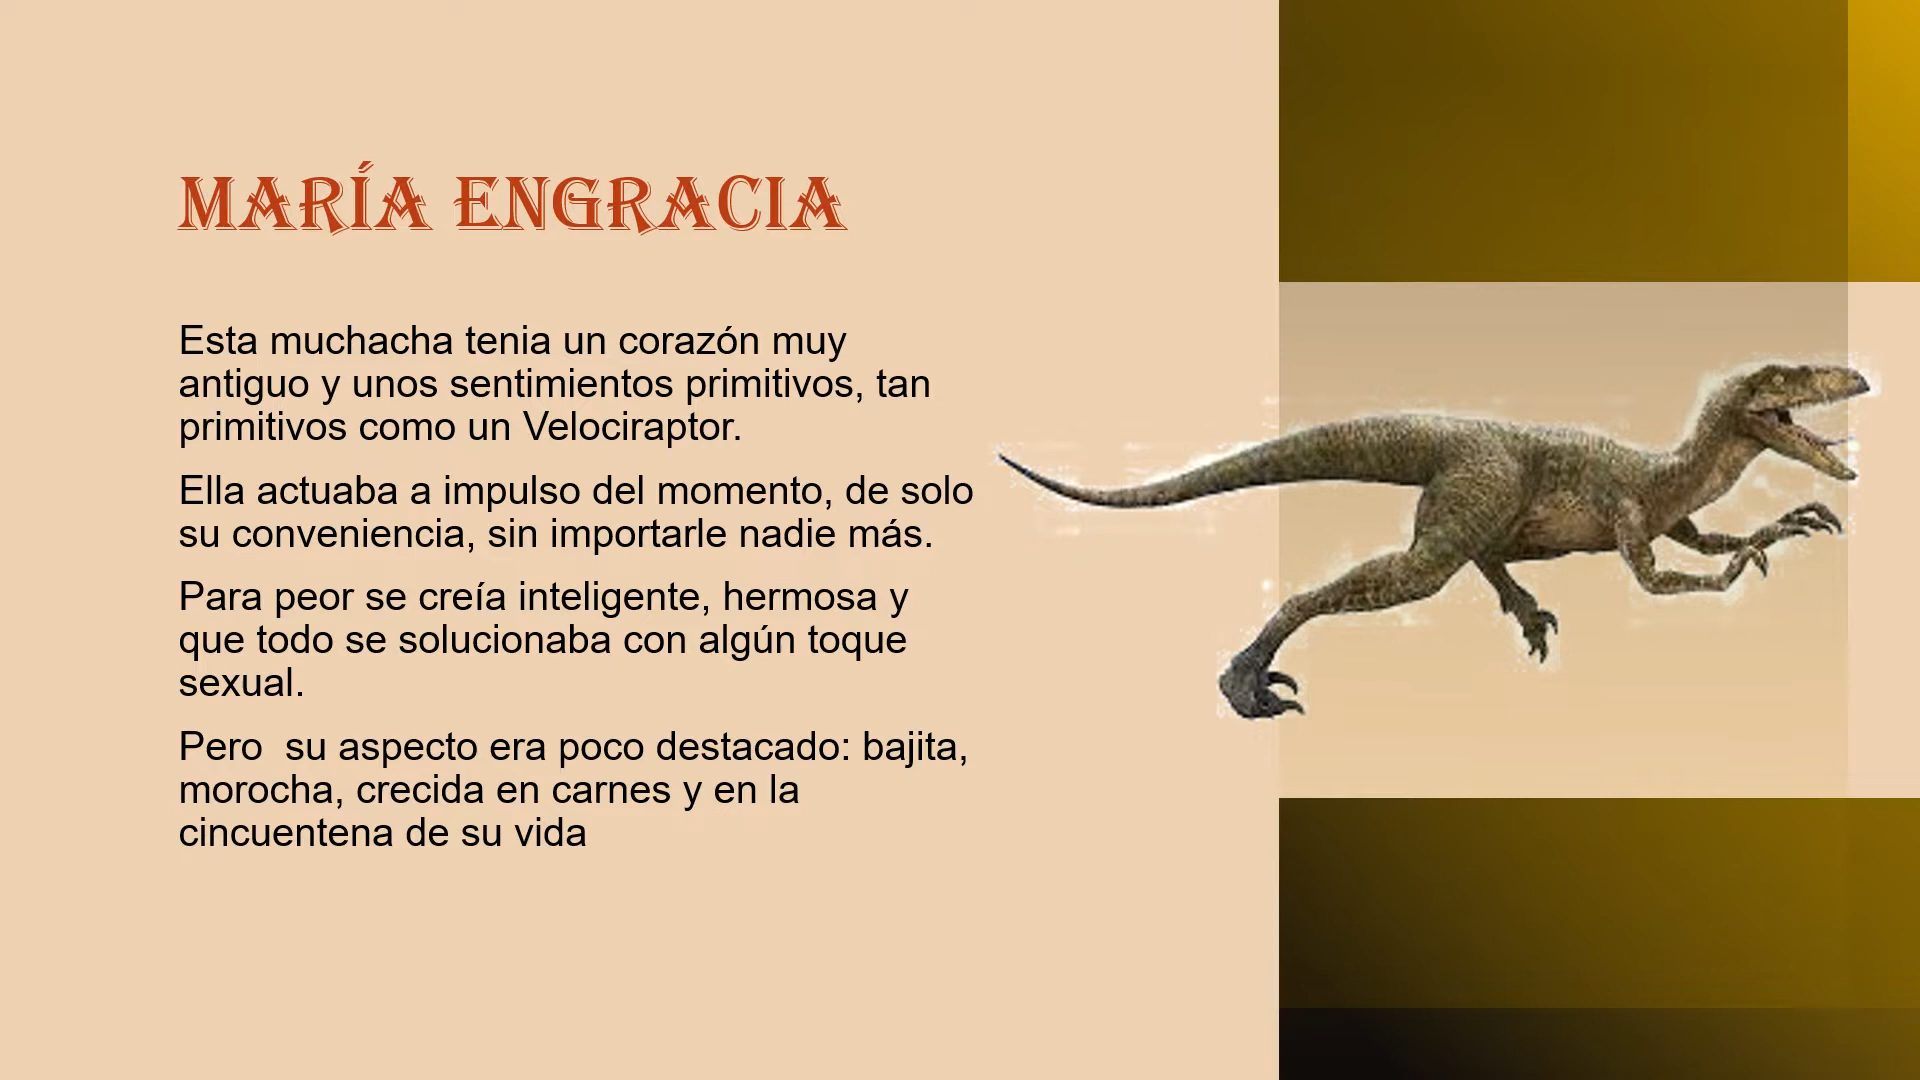 MARÍA ENGRACIA
Esta muchacha tenia un corazón muy
antiguo y unos sentimientos primitivos, tan
primitivos como un Velociraptor.
Ella actuaba a impulso del momento, de solo
su conveniencia, sin importarle nadie más.
Para peor se creía inteligente, hermosa y
que todo se solucionaba con algún toque
sexual.
Pero  su aspecto era poco destacado: bajita,
morocha, crecida en carnes y en la
cincuentena de su vida